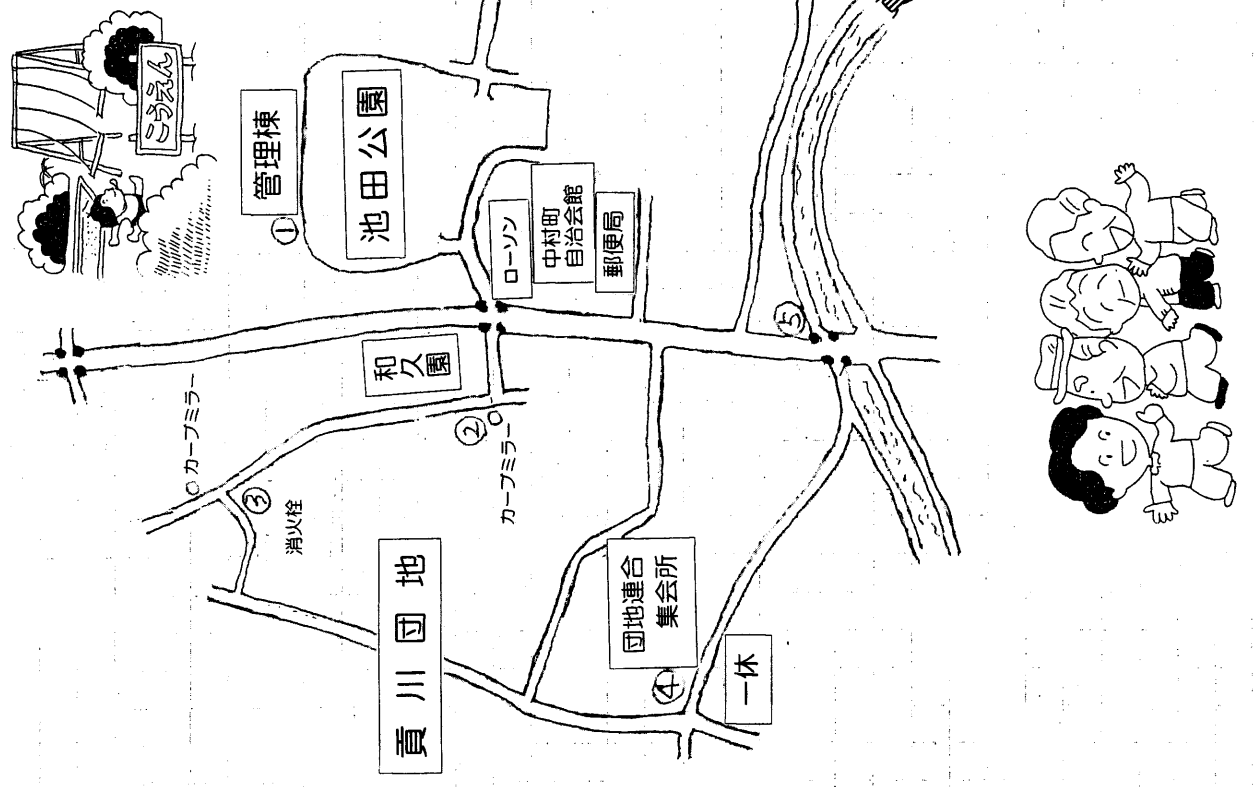 こうえん
カーブミラー
③
管理棟
①
消火栓
池田公園
貢川団地
和久園
②
カーブミラー
ローソン
中村町
自治会館
郵便局
団地連合
集会所
④
一休
⑤